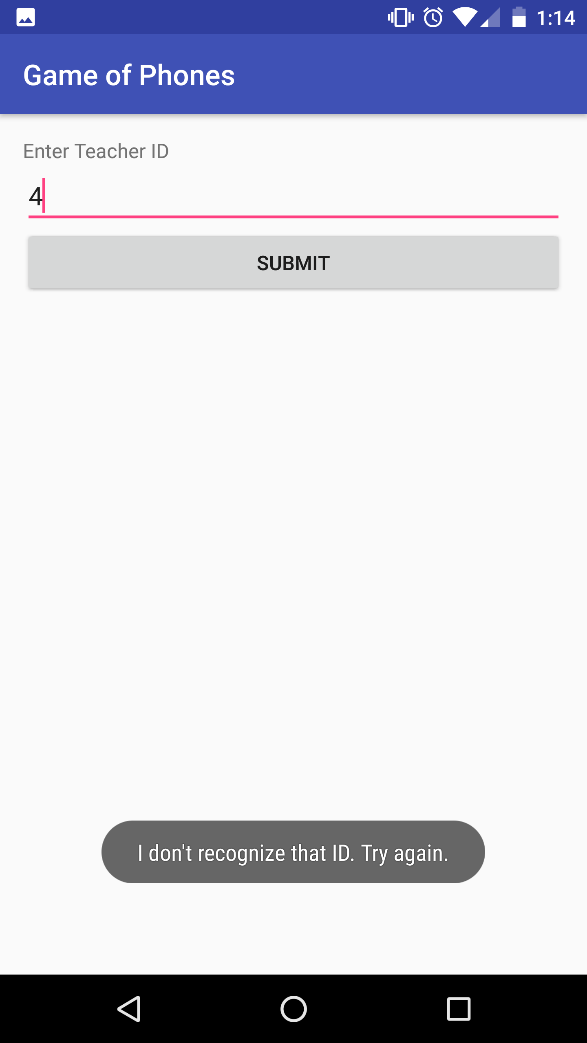 1:14
Game of Phones
Enter Teacher ID
4
SUBMIT
I don't recognize that ID. Try again.